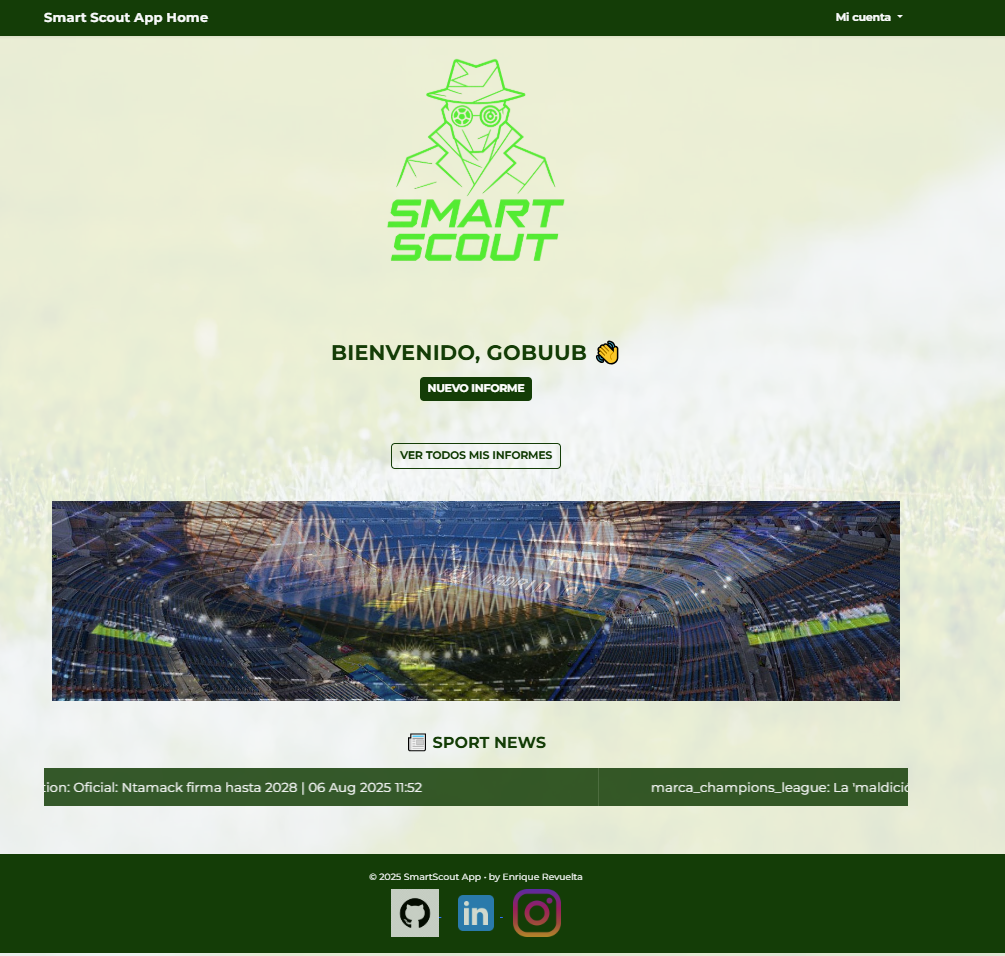 Smart Scout App Home
Mi cuenta
SMART
SCOUT
BIENVENIDO, GOBUUB
NUEVO INFORME
VER TODOS MIS INFORMES
SPORT NEWS
tion: Oficial: Ntamack firma hasta 2028 | 06 Aug 2025 11:52
marca_champions_league: La 'maldició
© 2025 SmartScout App - by Enrique Revuelta
in